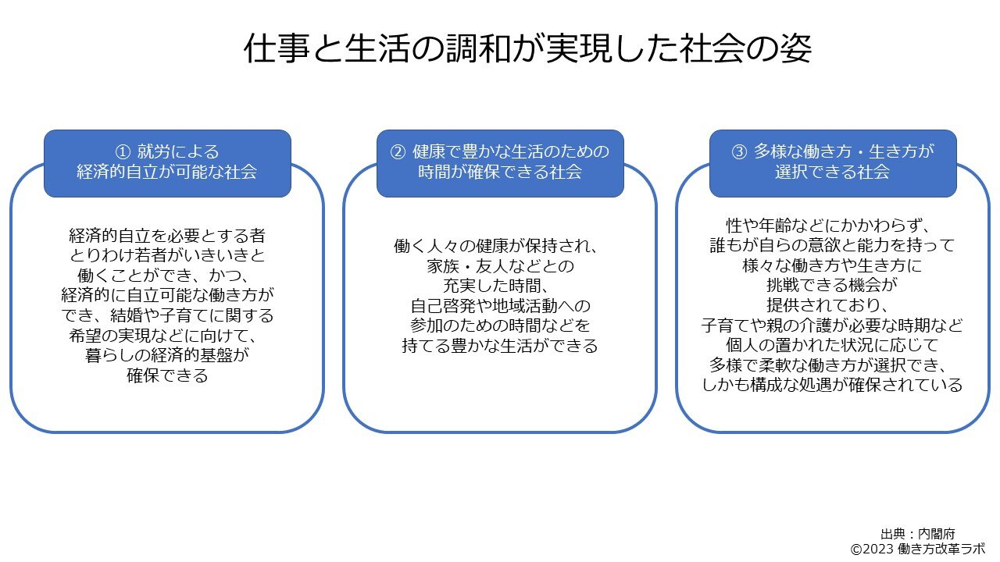 仕事と生活の調和が実現した社会の姿
① 就労による
経済的自立が可能な社会
経済的自立を必要とする者
とりわけ若者がいきいきと
働くことができ、かつ、
経済的に自立可能な働き方が
でき、結婚や子育てに関する
希望の実現などに向けて、
暮らしの経済的基盤が
確保できる
② 健康で豊かな生活のための
時間が確保できる社会
働く人々の健康が保持され、
家族・友人などとの
充実した時間、
自己啓発や地域活動への
参加のための時間などを
持てる豊かな生活ができる
③ 多様な働き方・生き方が
選択できる社会
性や年齢などにかかわらず、
誰もが自らの意欲と能力を持って
様々な働き方や生き方に
挑戦できる機会が
提供されており、
子育てや親の介護が必要な時期など
個人の置かれた状況に応じて
多様で柔軟な働き方が選択でき、
しかも構成な処遇が確保されている
出典：内閣府
©2023 働き方改革ラボ